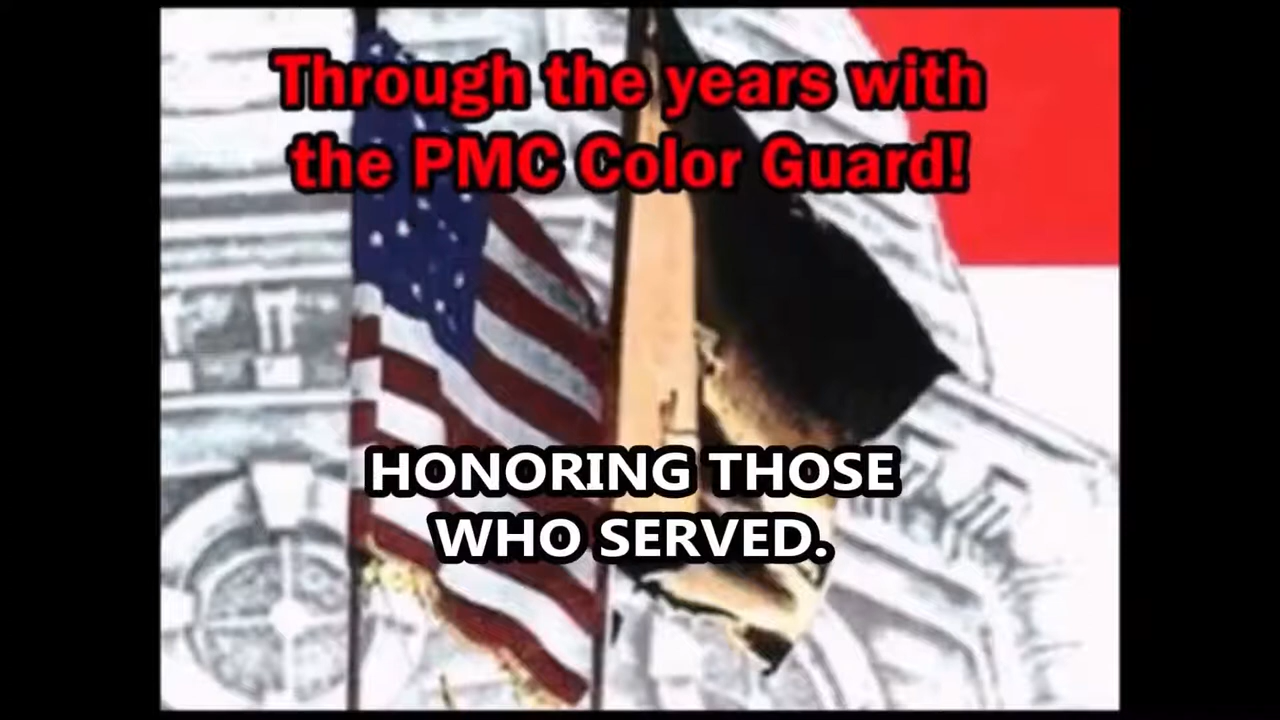 Through the years with
the PMC Color Guard!
HONORING THOSE
WHO SERVED.